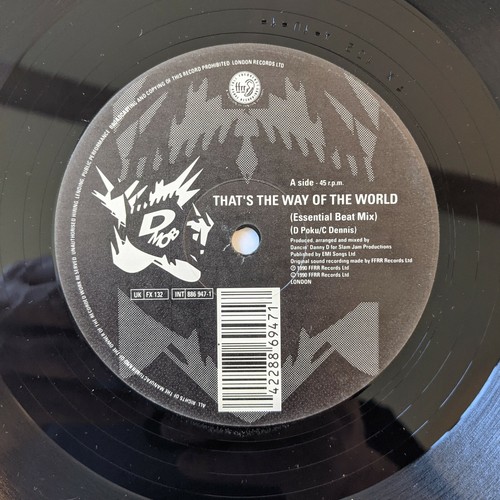 ALL RIGHTS OF THE MANUFACTURER AND OF THE OWNER OF THE RECORDED WORK RESERVED. UNAUTHORISED HIRING, LENDING, PUBLIC PERFORMANCE, BROADCASTING AND COPYING OF THIS RECORD PROHIBITED. LONDON RECORDS LTD
ffrr
A side - 45 r.p.m.
THAT'S THE WAY OF THE WORLD
(Essential Beat Mix)
(D Poku/C Dennis)
Produced, arranged and mixed by
Dancin' Danny D for Slam Jam Productions
Published by EMI Songs Ltd
Original sound recording made by FFRR Records Ltd
℗ 1990 FFRR Records Ltd
© 1990 FFRR Records Ltd
LONDON
D
MOB
UK FX 132 INT 886 947-1
42288 69471